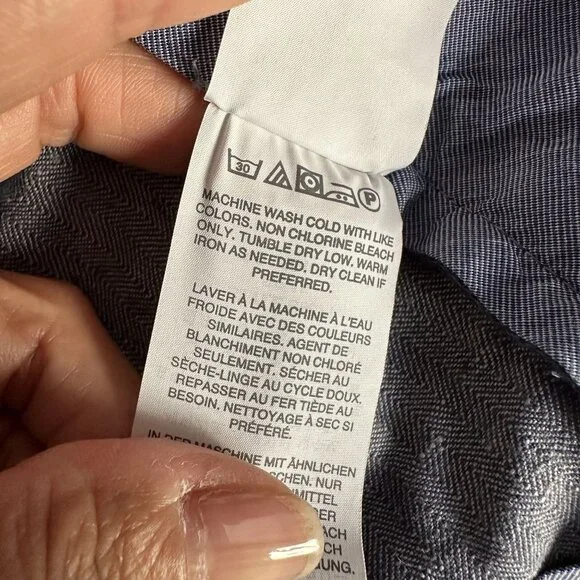 30 P
MACHINE WASH COLD WITH LIKE
COLORS. NON CHLORINE BLEACH
ONLY. TUMBLE DRY LOW. WARM
IRON AS NEEDED. DRY CLEAN IF
PREFERRED.
LAVER À LA MACHINE À L'EAU
FROIDE AVEC DES COULEURS
SIMILAIRES. AGENT DE
BLANCHIMENT NON CHLORÉ
SEULEMENT. SÉCHER AU
SÈCHE-LINGE AU CYCLE DOUX.
REPASSER AU FER TIÈDE AU
BESOIN. NETTOYAGE À SEC SI
PRÉFÉRÉ.
IN DER MASCHINE MIT ÄHNLICHEN
NUR